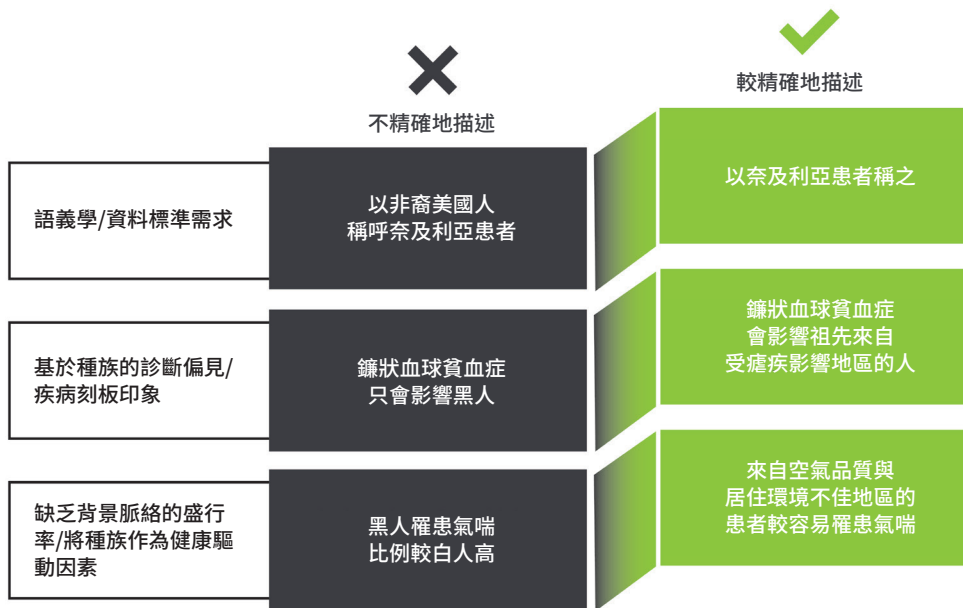 不精確地描述
較精確地描述
語義學/資料標準需求
以非裔美國人
稱呼奈及利亞患者
以奈及利亞患者稱之
基於種族的診斷偏見/
疾病刻板印象
鐮狀血球貧血症
只會影響黑人
鐮狀血球貧血症
會影響祖先來自
受瘧疾影響地區的人
缺乏背景脈絡的盛行
率/將種族作為健康驅
動因素
黑人罹患氣喘
比例較白人高
來自空氣品質與
居住環境不佳地區的
患者較容易罹患氣喘